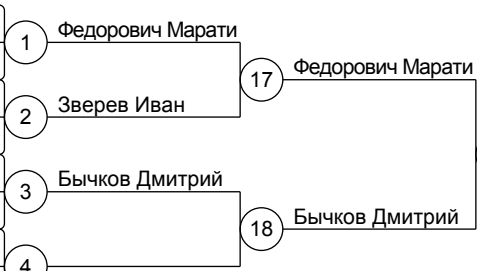 1 Федорович Марати
17 Федорович Марати
2 Зверев Иван
3 Бычков Дмитрий
18 Бычков Дмитрий
4